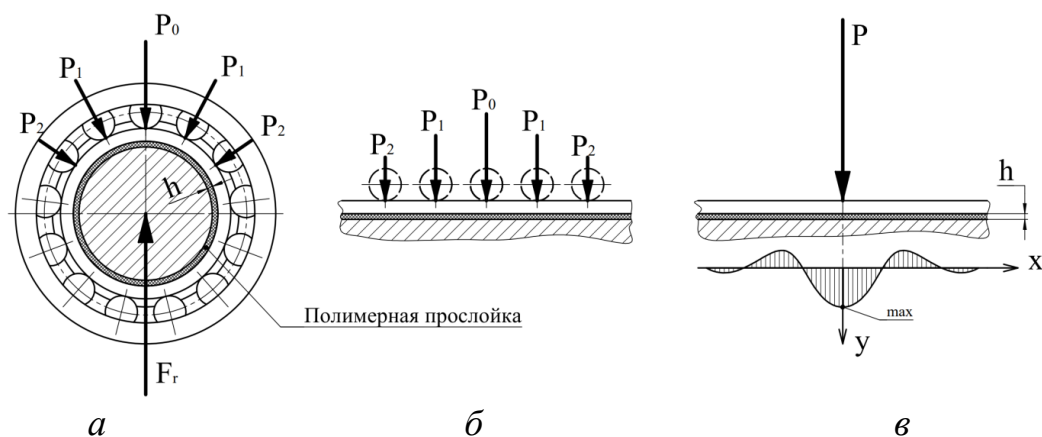 P₀
P₁
P₁
P₂
P₂
h
Полимерная прослойка
Fᵣ
а
P₀
P₁
P₁
P₂
P₂
б
P
h
x
max
y
в